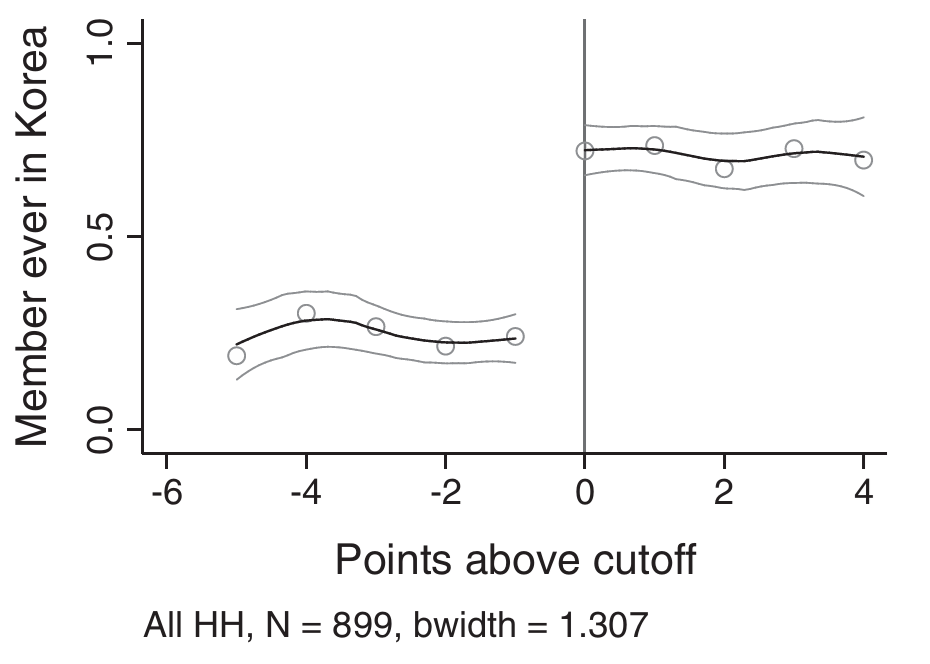 Member ever in Korea
1.0
0.5
0.0
-6 -4 -2 0 2 4
Points above cutoff
All HH, N = 899, bwidth = 1.307